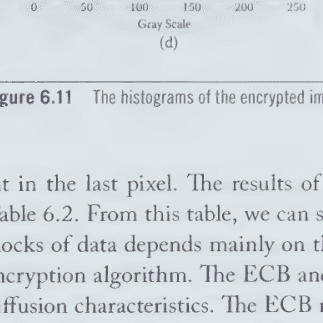 0 50 100 150 200 250
Gray Scale
(d)
gure 6.11 The histograms of the encrypted im
t in the last pixel. The results of
able 6.2. From this table, we can s
locks of data depends mainly on th
ncryption algorithm. The ECB and
iffusion characteristics. The ECB